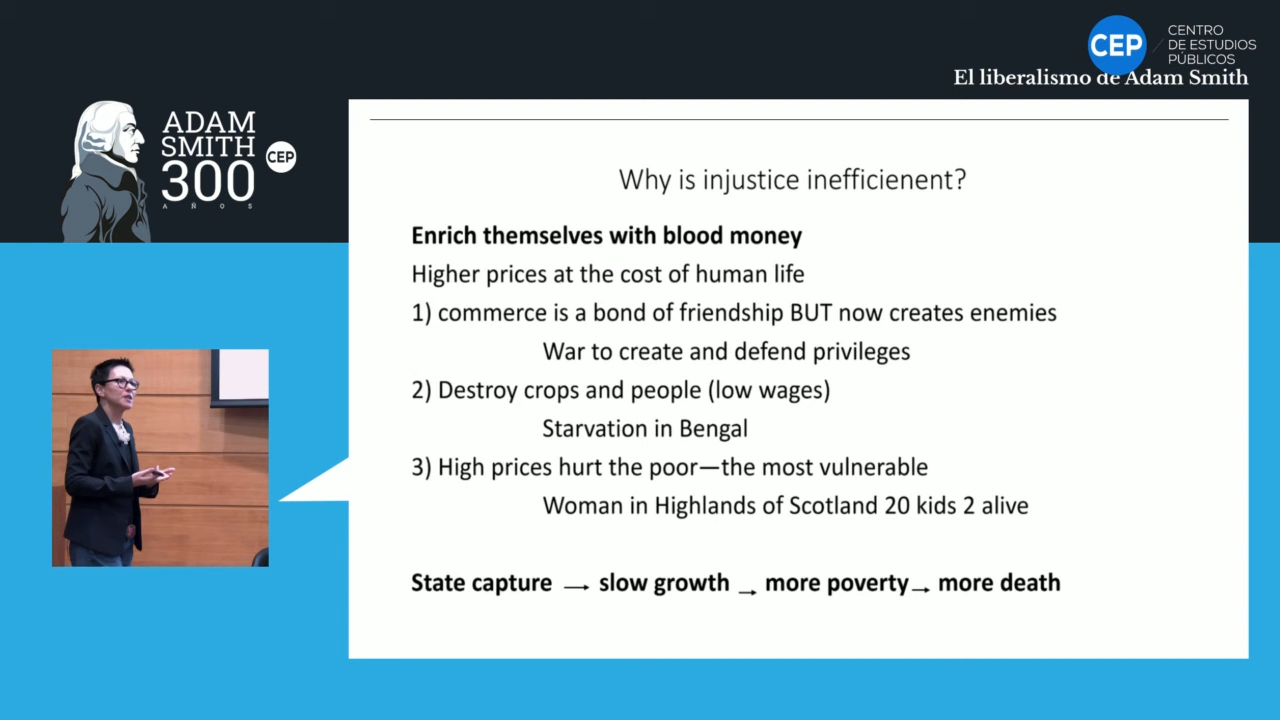 CEP
CENTRO
DE ESTUDIOS
PÚBLICOS
El liberalismo de Adam Smith
ADAM
SMITH
300
AÑOS
CEP
Why is injustice inefficienent?
Enrich themselves with blood money
Higher prices at the cost of human life
1) commerce is a bond of friendship BUT now creates enemies
War to create and defend privileges
2) Destroy crops and people (low wages)
Starvation in Bengal
3) High prices hurt the poor—the most vulnerable
Woman in Highlands of Scotland 20 kids 2 alive
State capture → slow growth → more poverty → more death